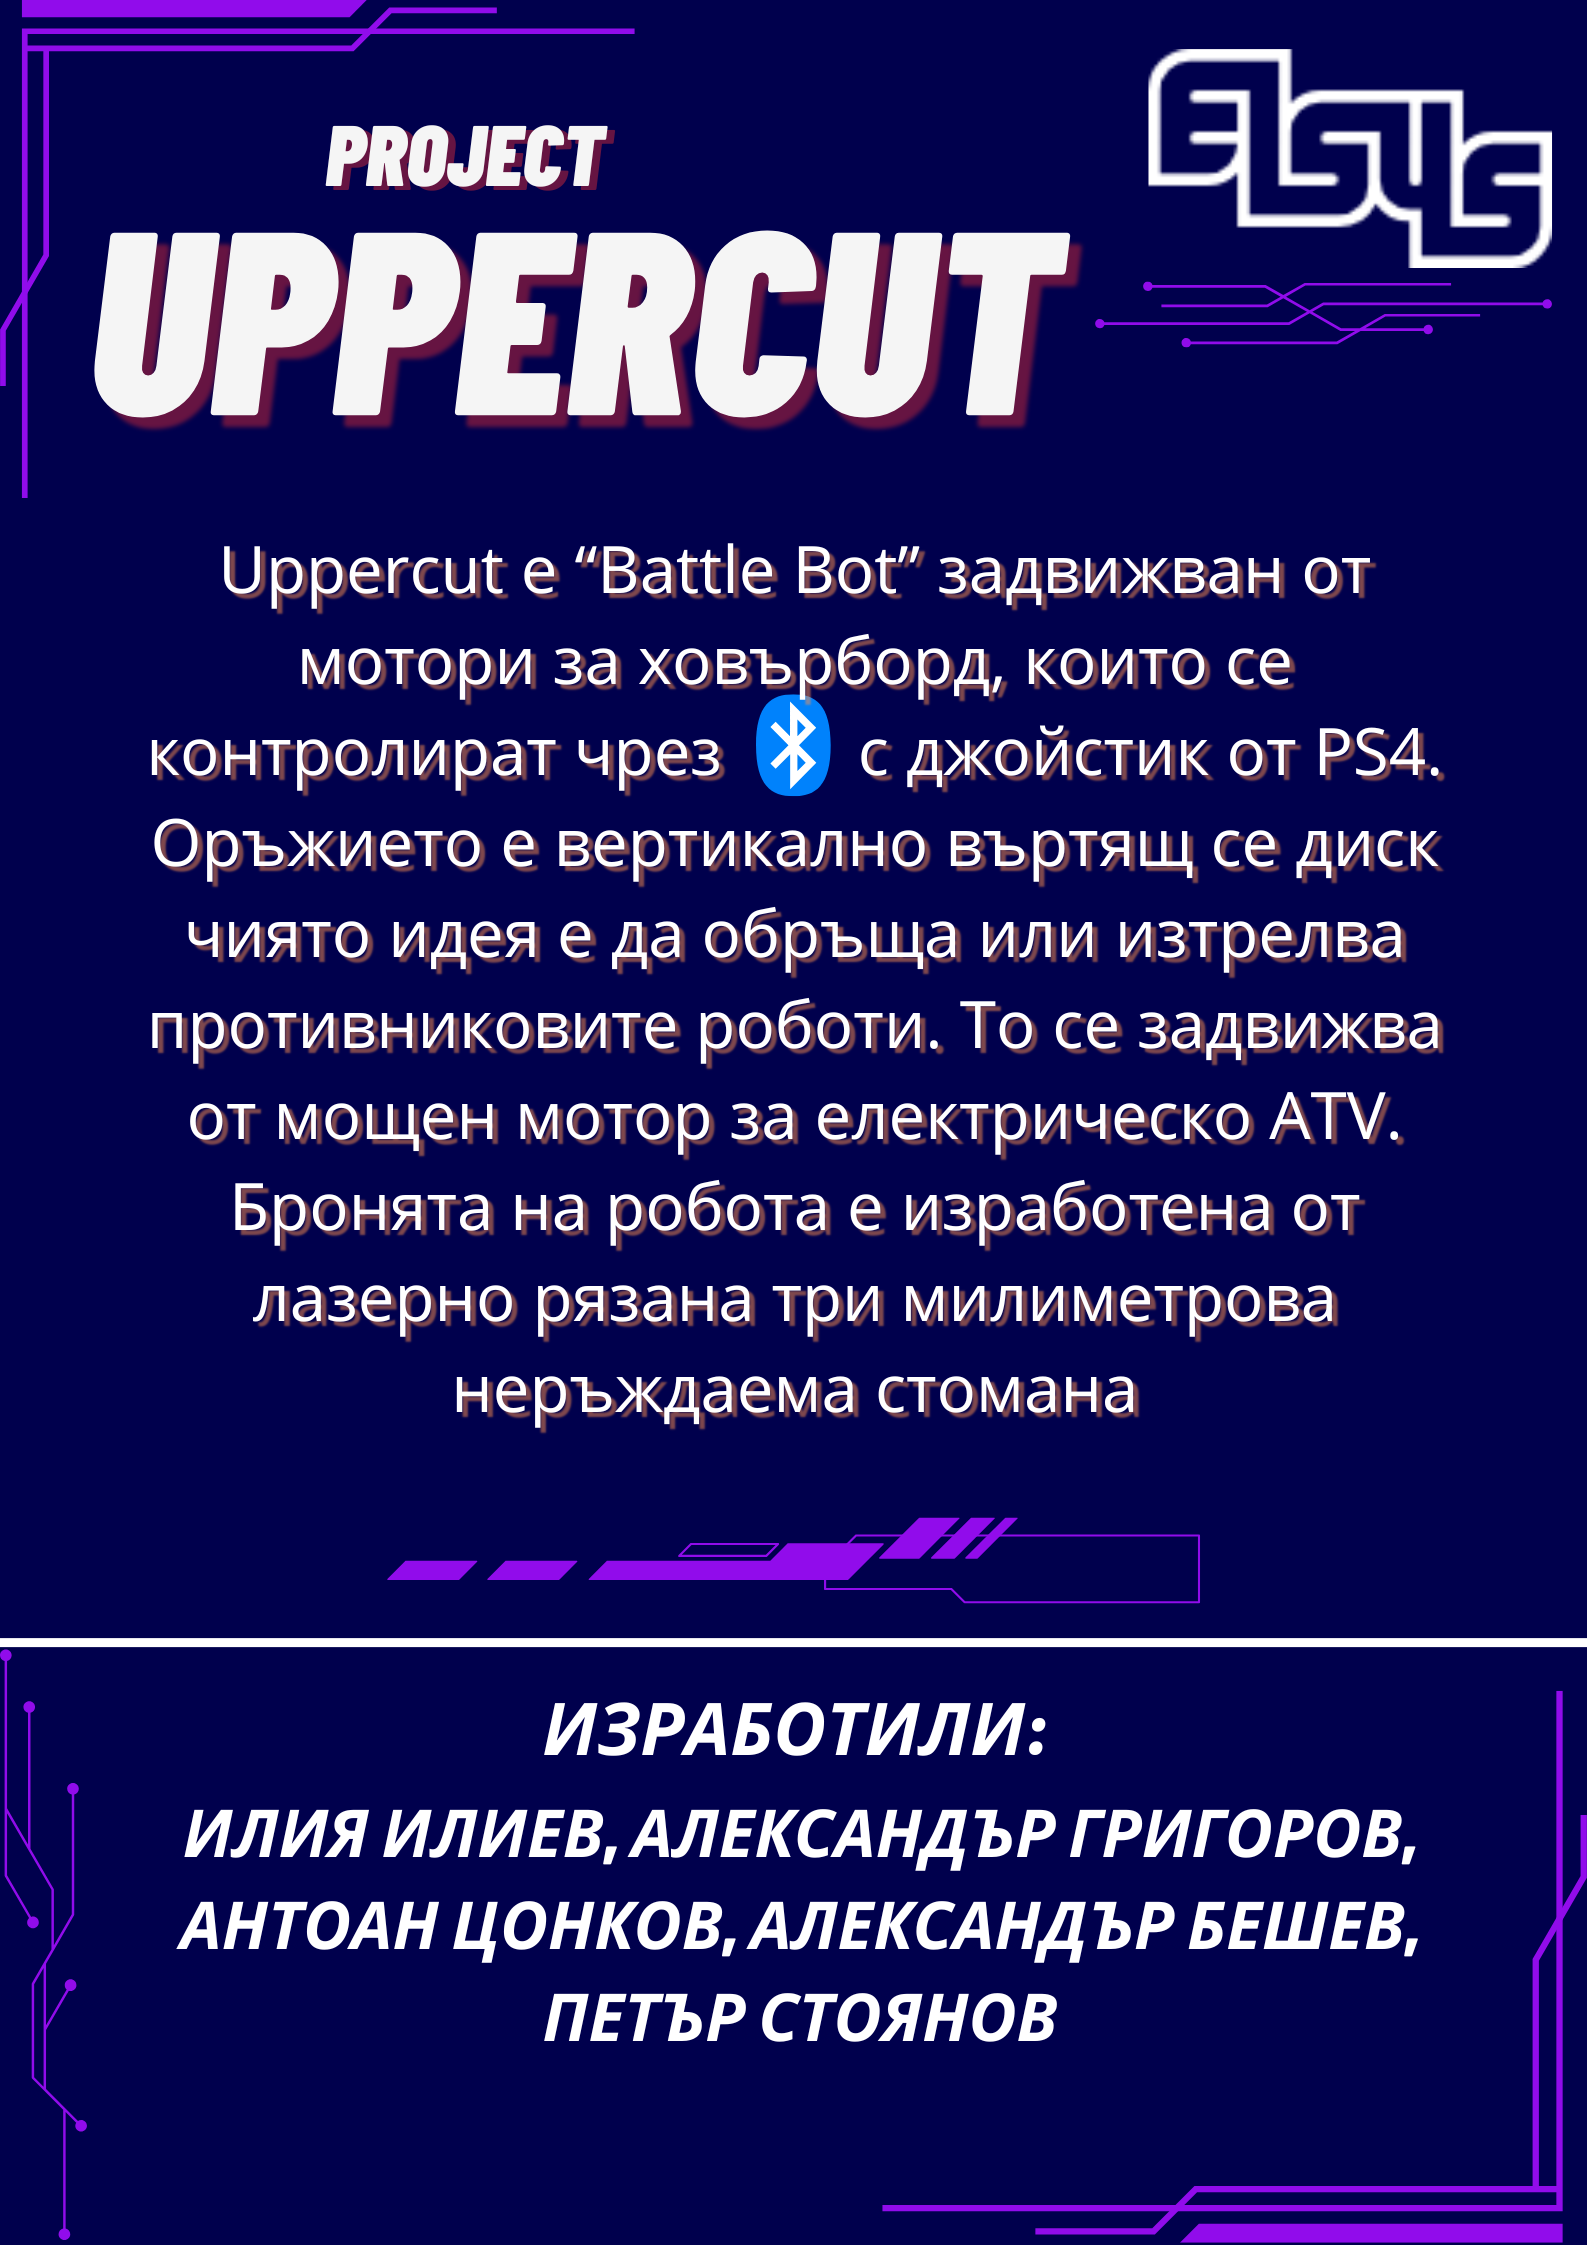 PROJECT
UPPERCUT
Elsys
Uppercut е “Battle Bot” задвижван от
мотори за ховърборд, които се
контролират чрез с джойстик от PS4.
Оръжието е вертикално въртящ се диск
чиято идея е да обръща или изтрелва
противниковите роботи. То се задвижва
от мощен мотор за електрическо ATV.
Бронята на робота е изработена от
лазерно рязана три милиметрова
неръждаема стомана
ИЗРАБОТИЛИ:
ИЛИЯ ИЛИЕВ, АЛЕКСАНДЪР ГРИГОРОВ,
АНТОАН ЦОНКОВ, АЛЕКСАНДЪР БЕШЕВ,
ПЕТЪР СТОЯНОВ